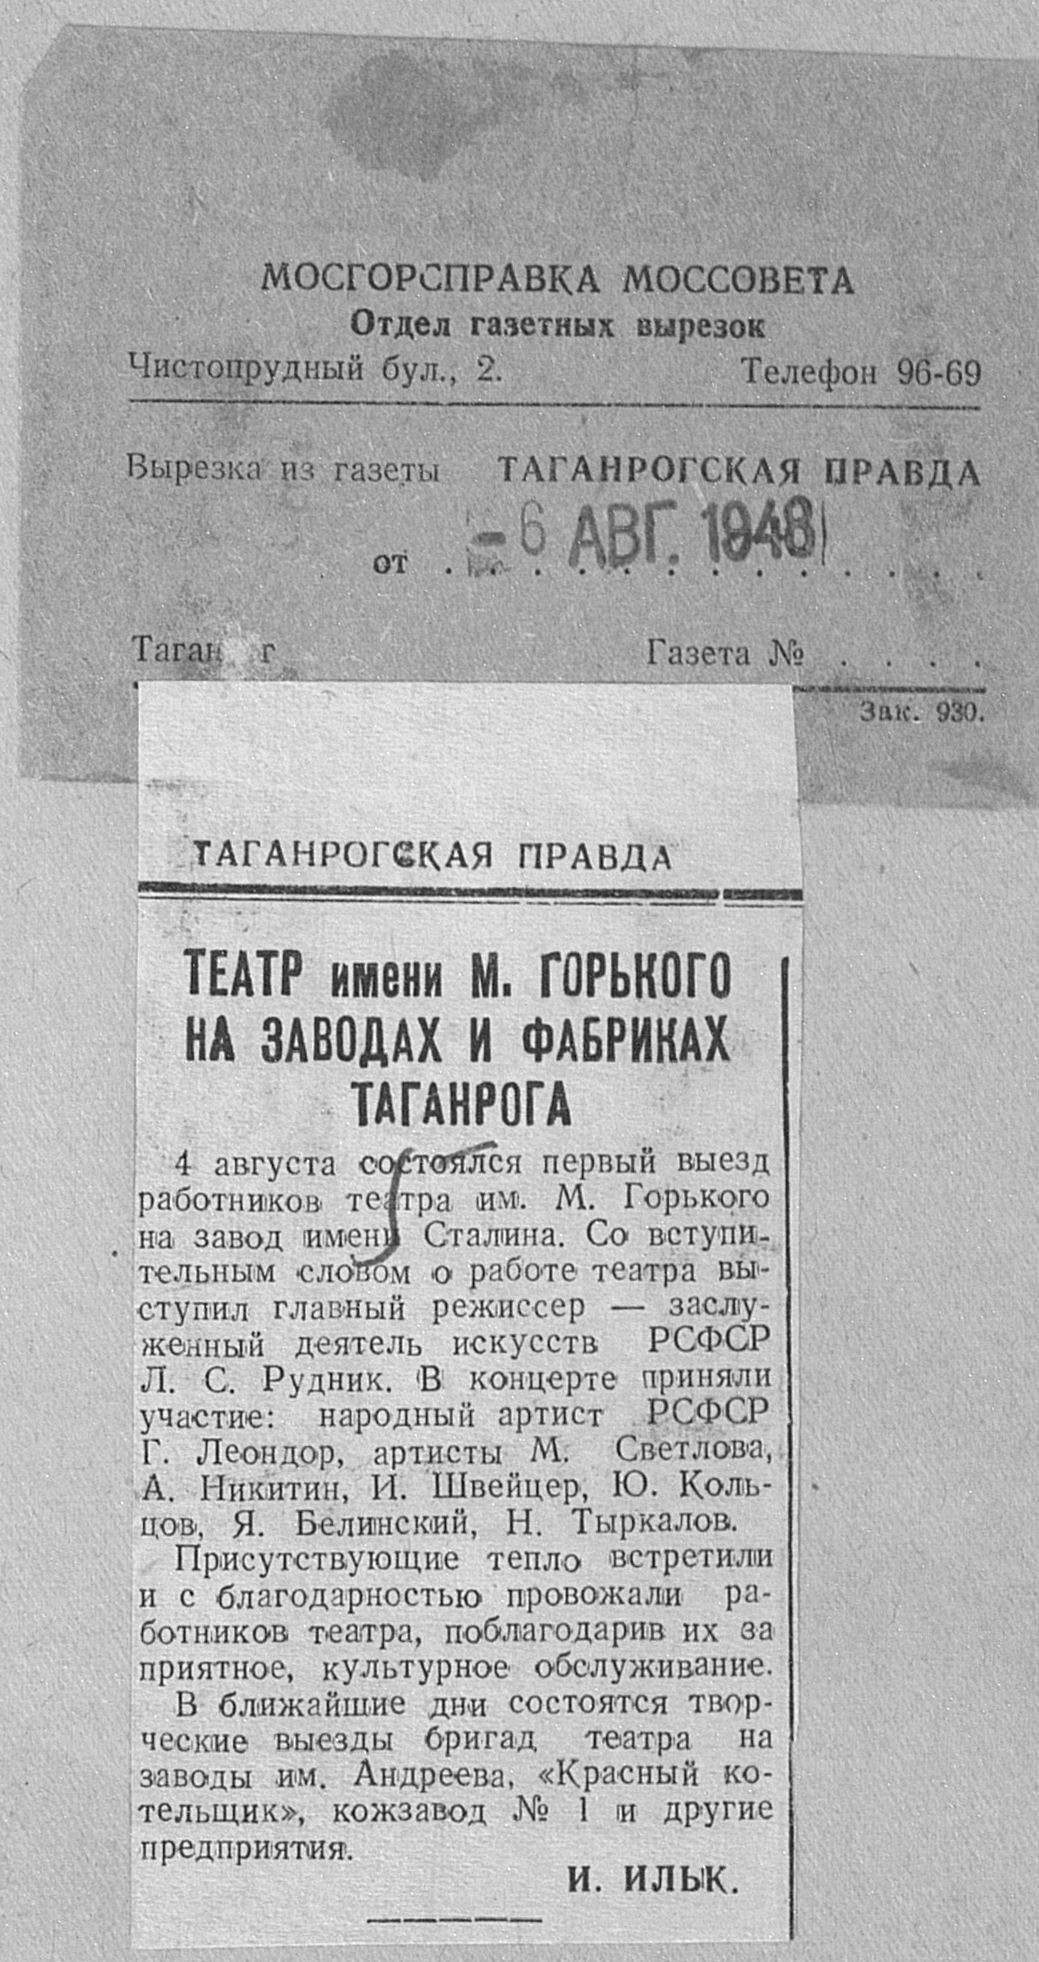 МОСГОРСПРАВКА МОССОВЕТА
Отдел газетных вырезок
Чистопрудный бул., 2. Телефон 96-69
Вырезка из газеты ТАГАНРОГСКАЯ ПРАВДА
от - 6 АВГ. 1948
Таган г Газета № . . . .
Зак. 930.
ТАГАНРОГСКАЯ ПРАВДА
ТЕАТР имени М. ГОРЬКОГО
НА ЗАВОДАХ И ФАБРИКАХ
ТАГАНРОГА
4 августа состоялся первый выезд
работников театра им. М. Горького
на завод имени Сталина. Со вступи-
тельным словом о работе театра вы-
ступил главный режиссер — заслу-
женный деятель искусств РСФСР
Л. С. Рудник. В концерте приняли
участие: народный артист РСФСР
Г. Леондор, артисты М. Светлова,
А. Никитин, И. Швейцер, Ю. Коль-
цов, Я. Белинский, Н. Тыркалов.
Присутствующие тепло встретили
и с благодарностью провожали ра-
ботников театра, поблагодарив их за
приятное, культурное обслуживание.
В ближайшие дни состоятся твор-
ческие выезды бригад театра на
заводы им. Андреева, «Красный ко-
тельщик», кожзавод № 1 и другие
предприятия.
И. ИЛЫК.